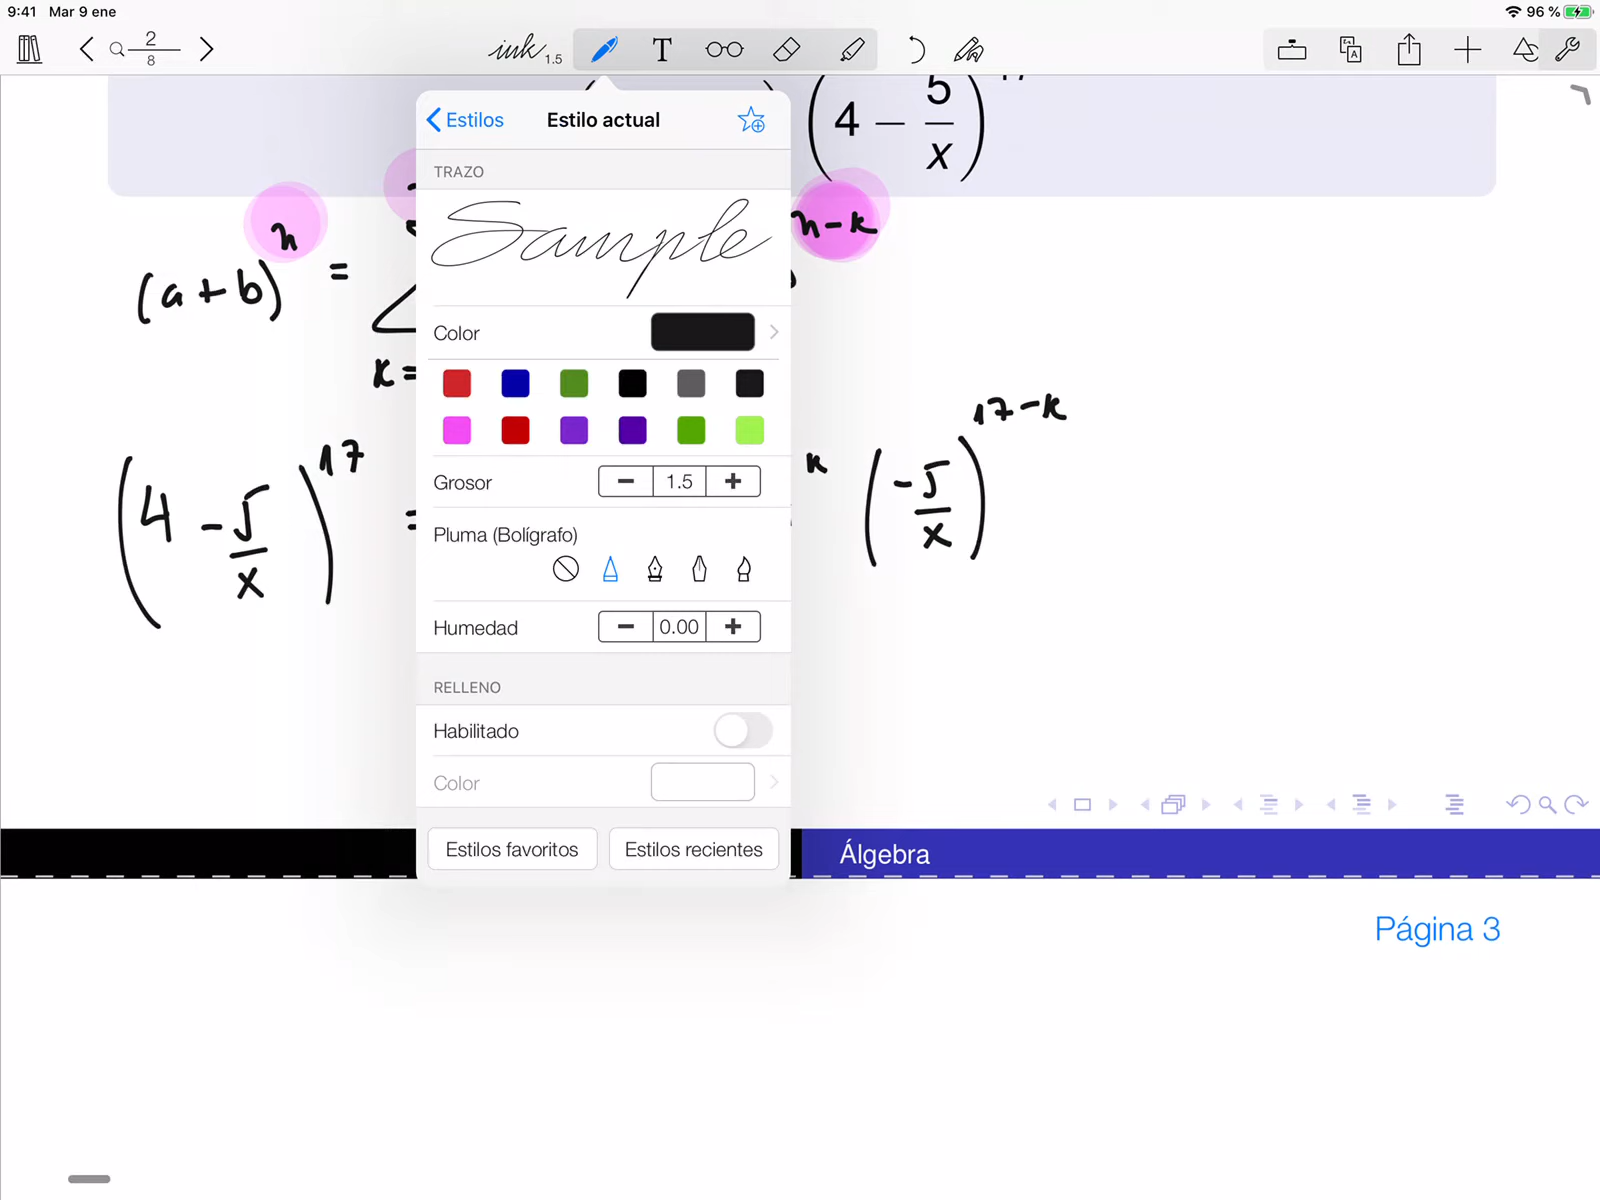 9:41 Mar 9 ene 96 %
2
8
ink 1.5 T
Estilos Estilo actual
( 4 − 5/x )
TRAZO
Sample
n
n-k
(a+b) =
Color
k=
17-k
(4 -5/x) 17 =
k (-5/x)
Grosor − 1.5 +
Pluma (Bolígrafo)
Humedad − 0.00 +
RELLENO
Habilitado
Color
Estilos favoritos Estilos recientes
Álgebra
Página 3